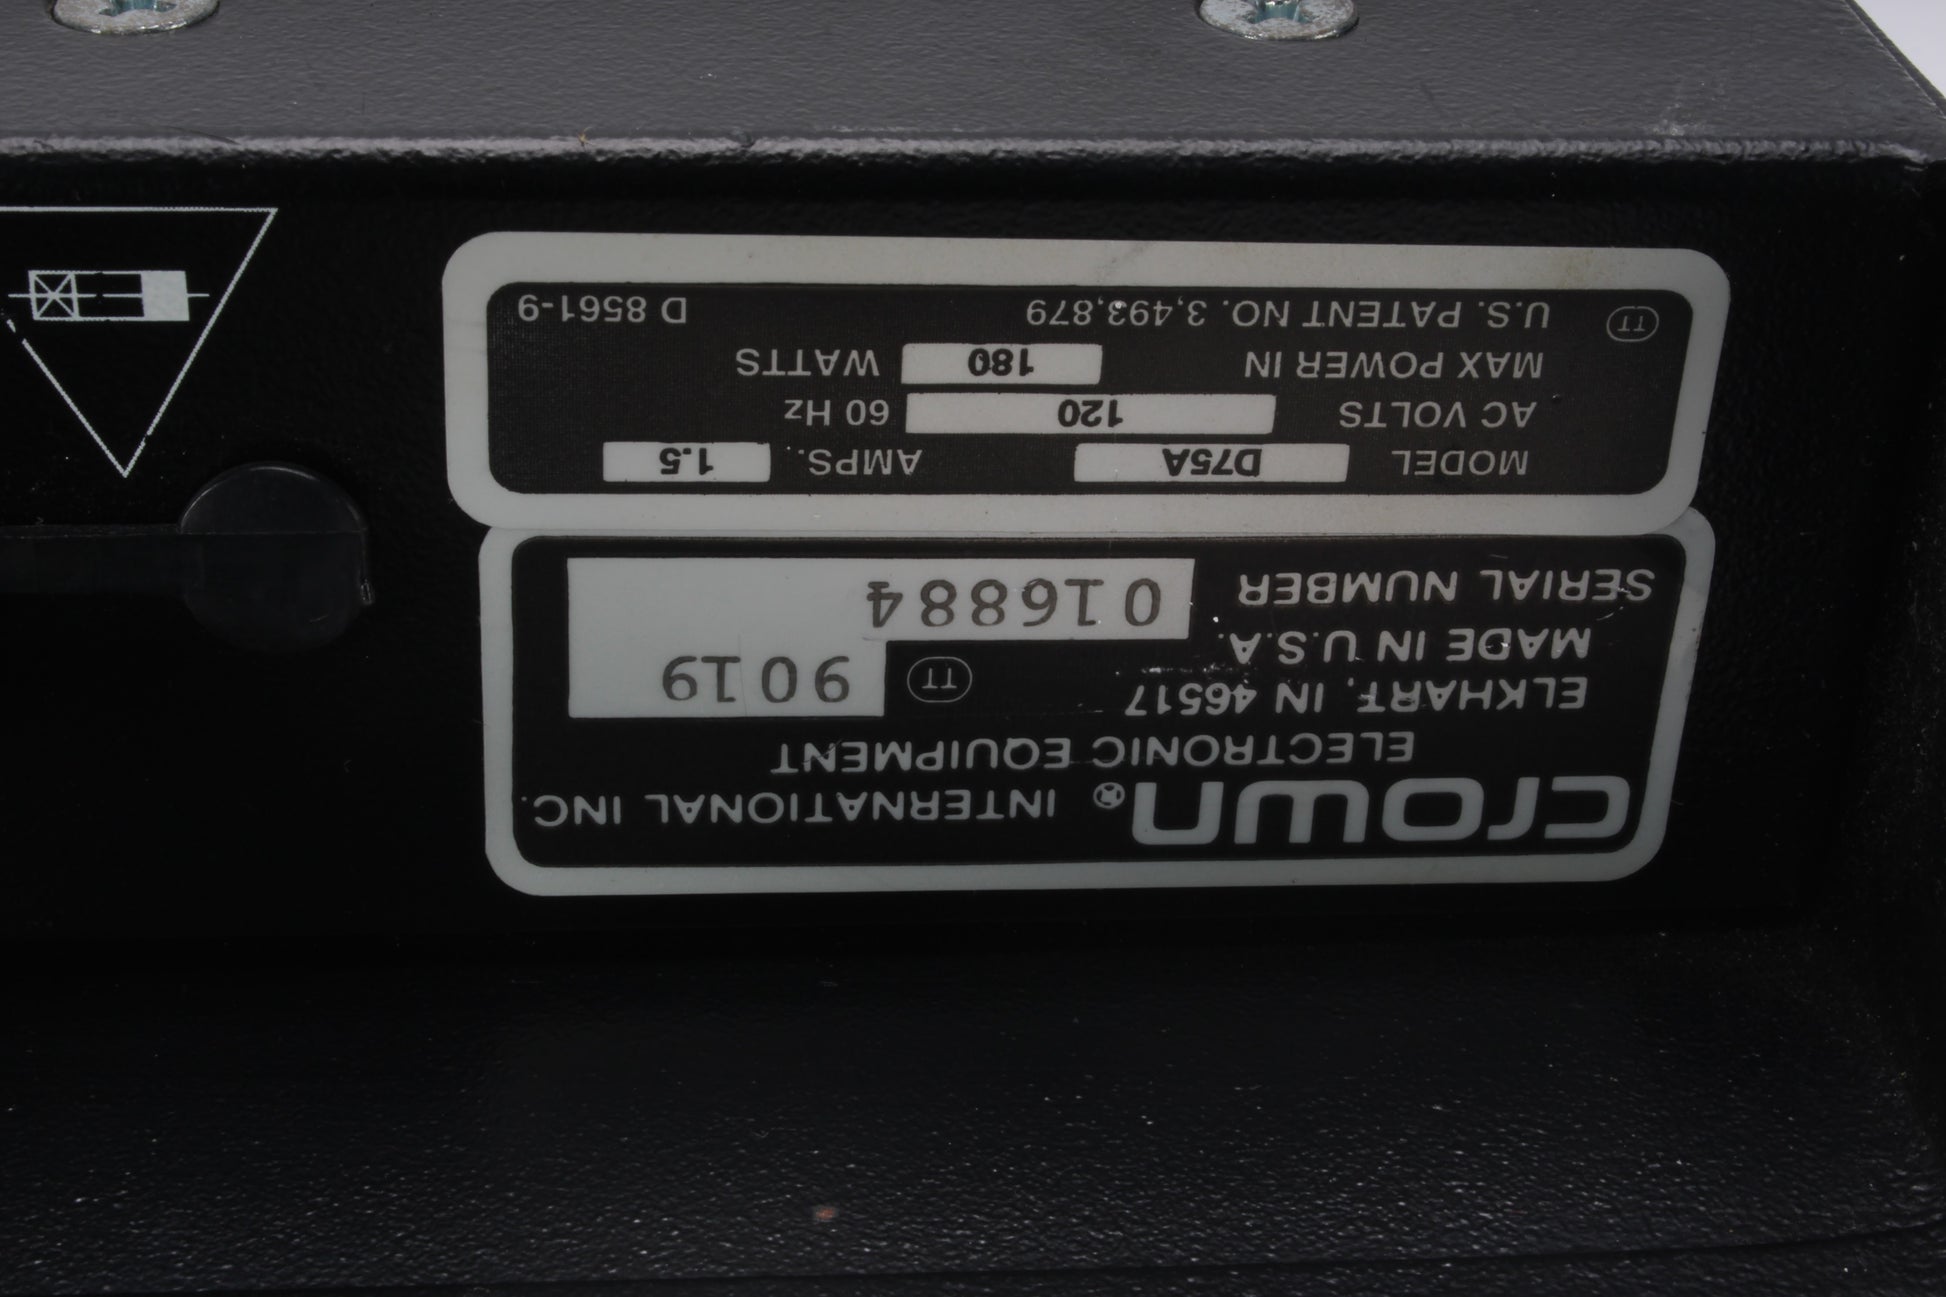 crown® INTERNATIONAL INC.
ELECTRONIC EQUIPMENT
ELKHART, IN 46517 TT 9019
MADE IN U.S.A.
SERIAL NUMBER 016884
MODEL D75A AMPS. 1.5
AC VOLTS 120 60 Hz
MAX POWER IN 180 WATTS
TT U.S. PATENT NO. 3,493,879 D 8561-9